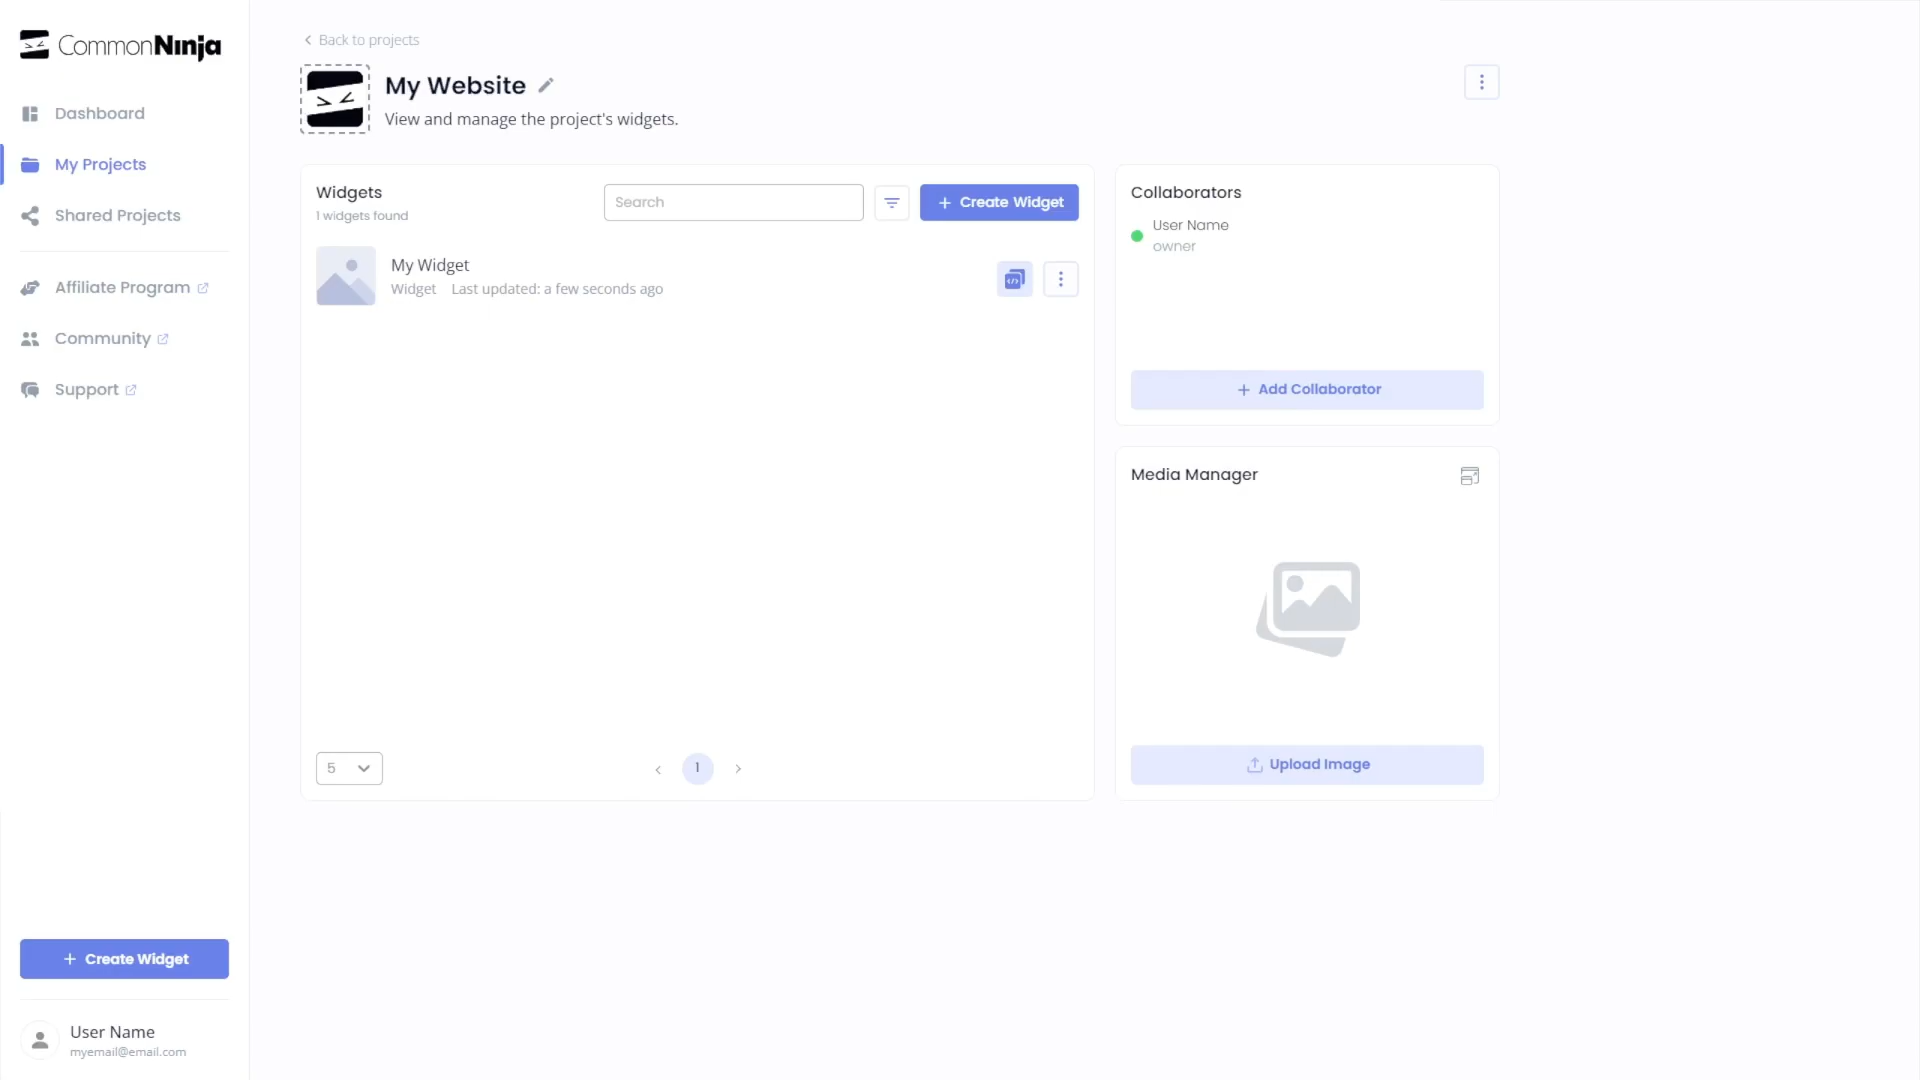 CommonNinja
Dashboard
My Projects
Shared Projects
Affiliate Program
Community
Support
Create Widget
User Name
myemail@email.com
Back to projects
My Website
View and manage the project's widgets.
Widgets
1 widgets found
Search
Create Widget
My Widget
Widget Last updated: a few seconds ago
5
1
Collaborators
User Name
owner
Add Collaborator
Media Manager
Upload Image